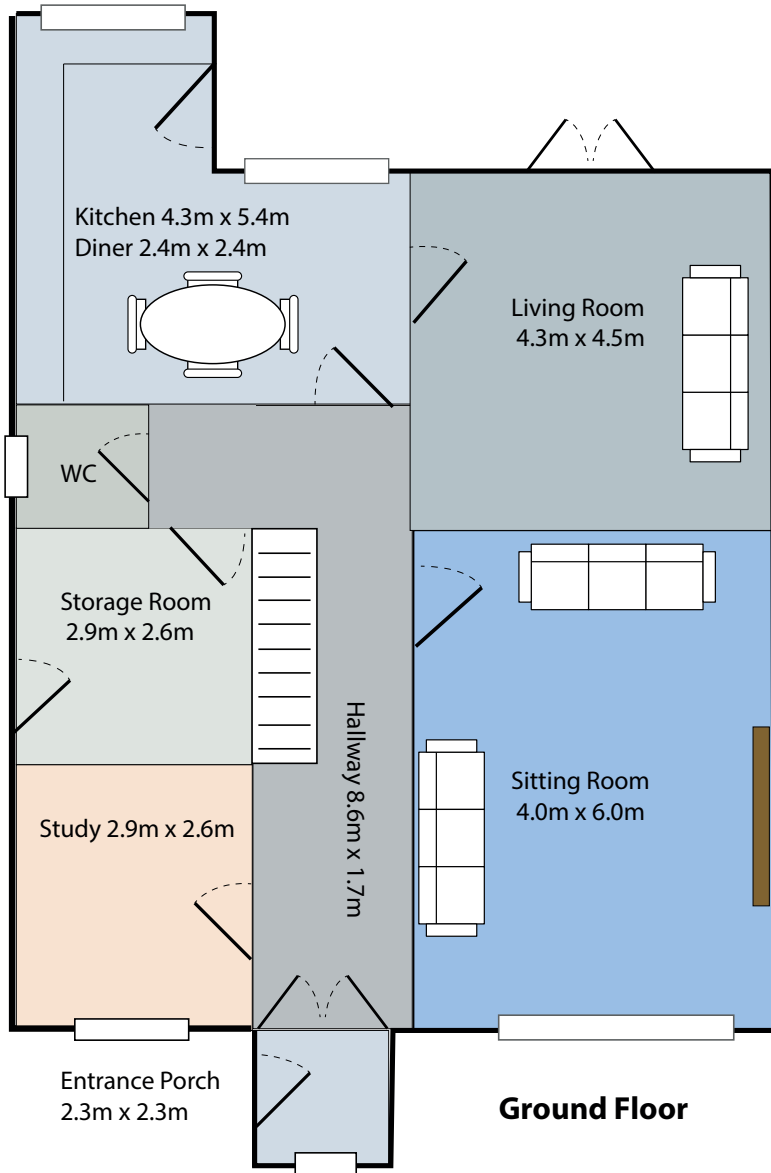 Kitchen 4.3m x 5.4m
Diner 2.4m x 2.4m
Living Room
4.3m x 4.5m
WC
Storage Room
2.9m x 2.6m
Hallway 8.6m x 1.7m
Sitting Room
4.0m x 6.0m
Study 2.9m x 2.6m
Entrance Porch
2.3m x 2.3m
Ground Floor